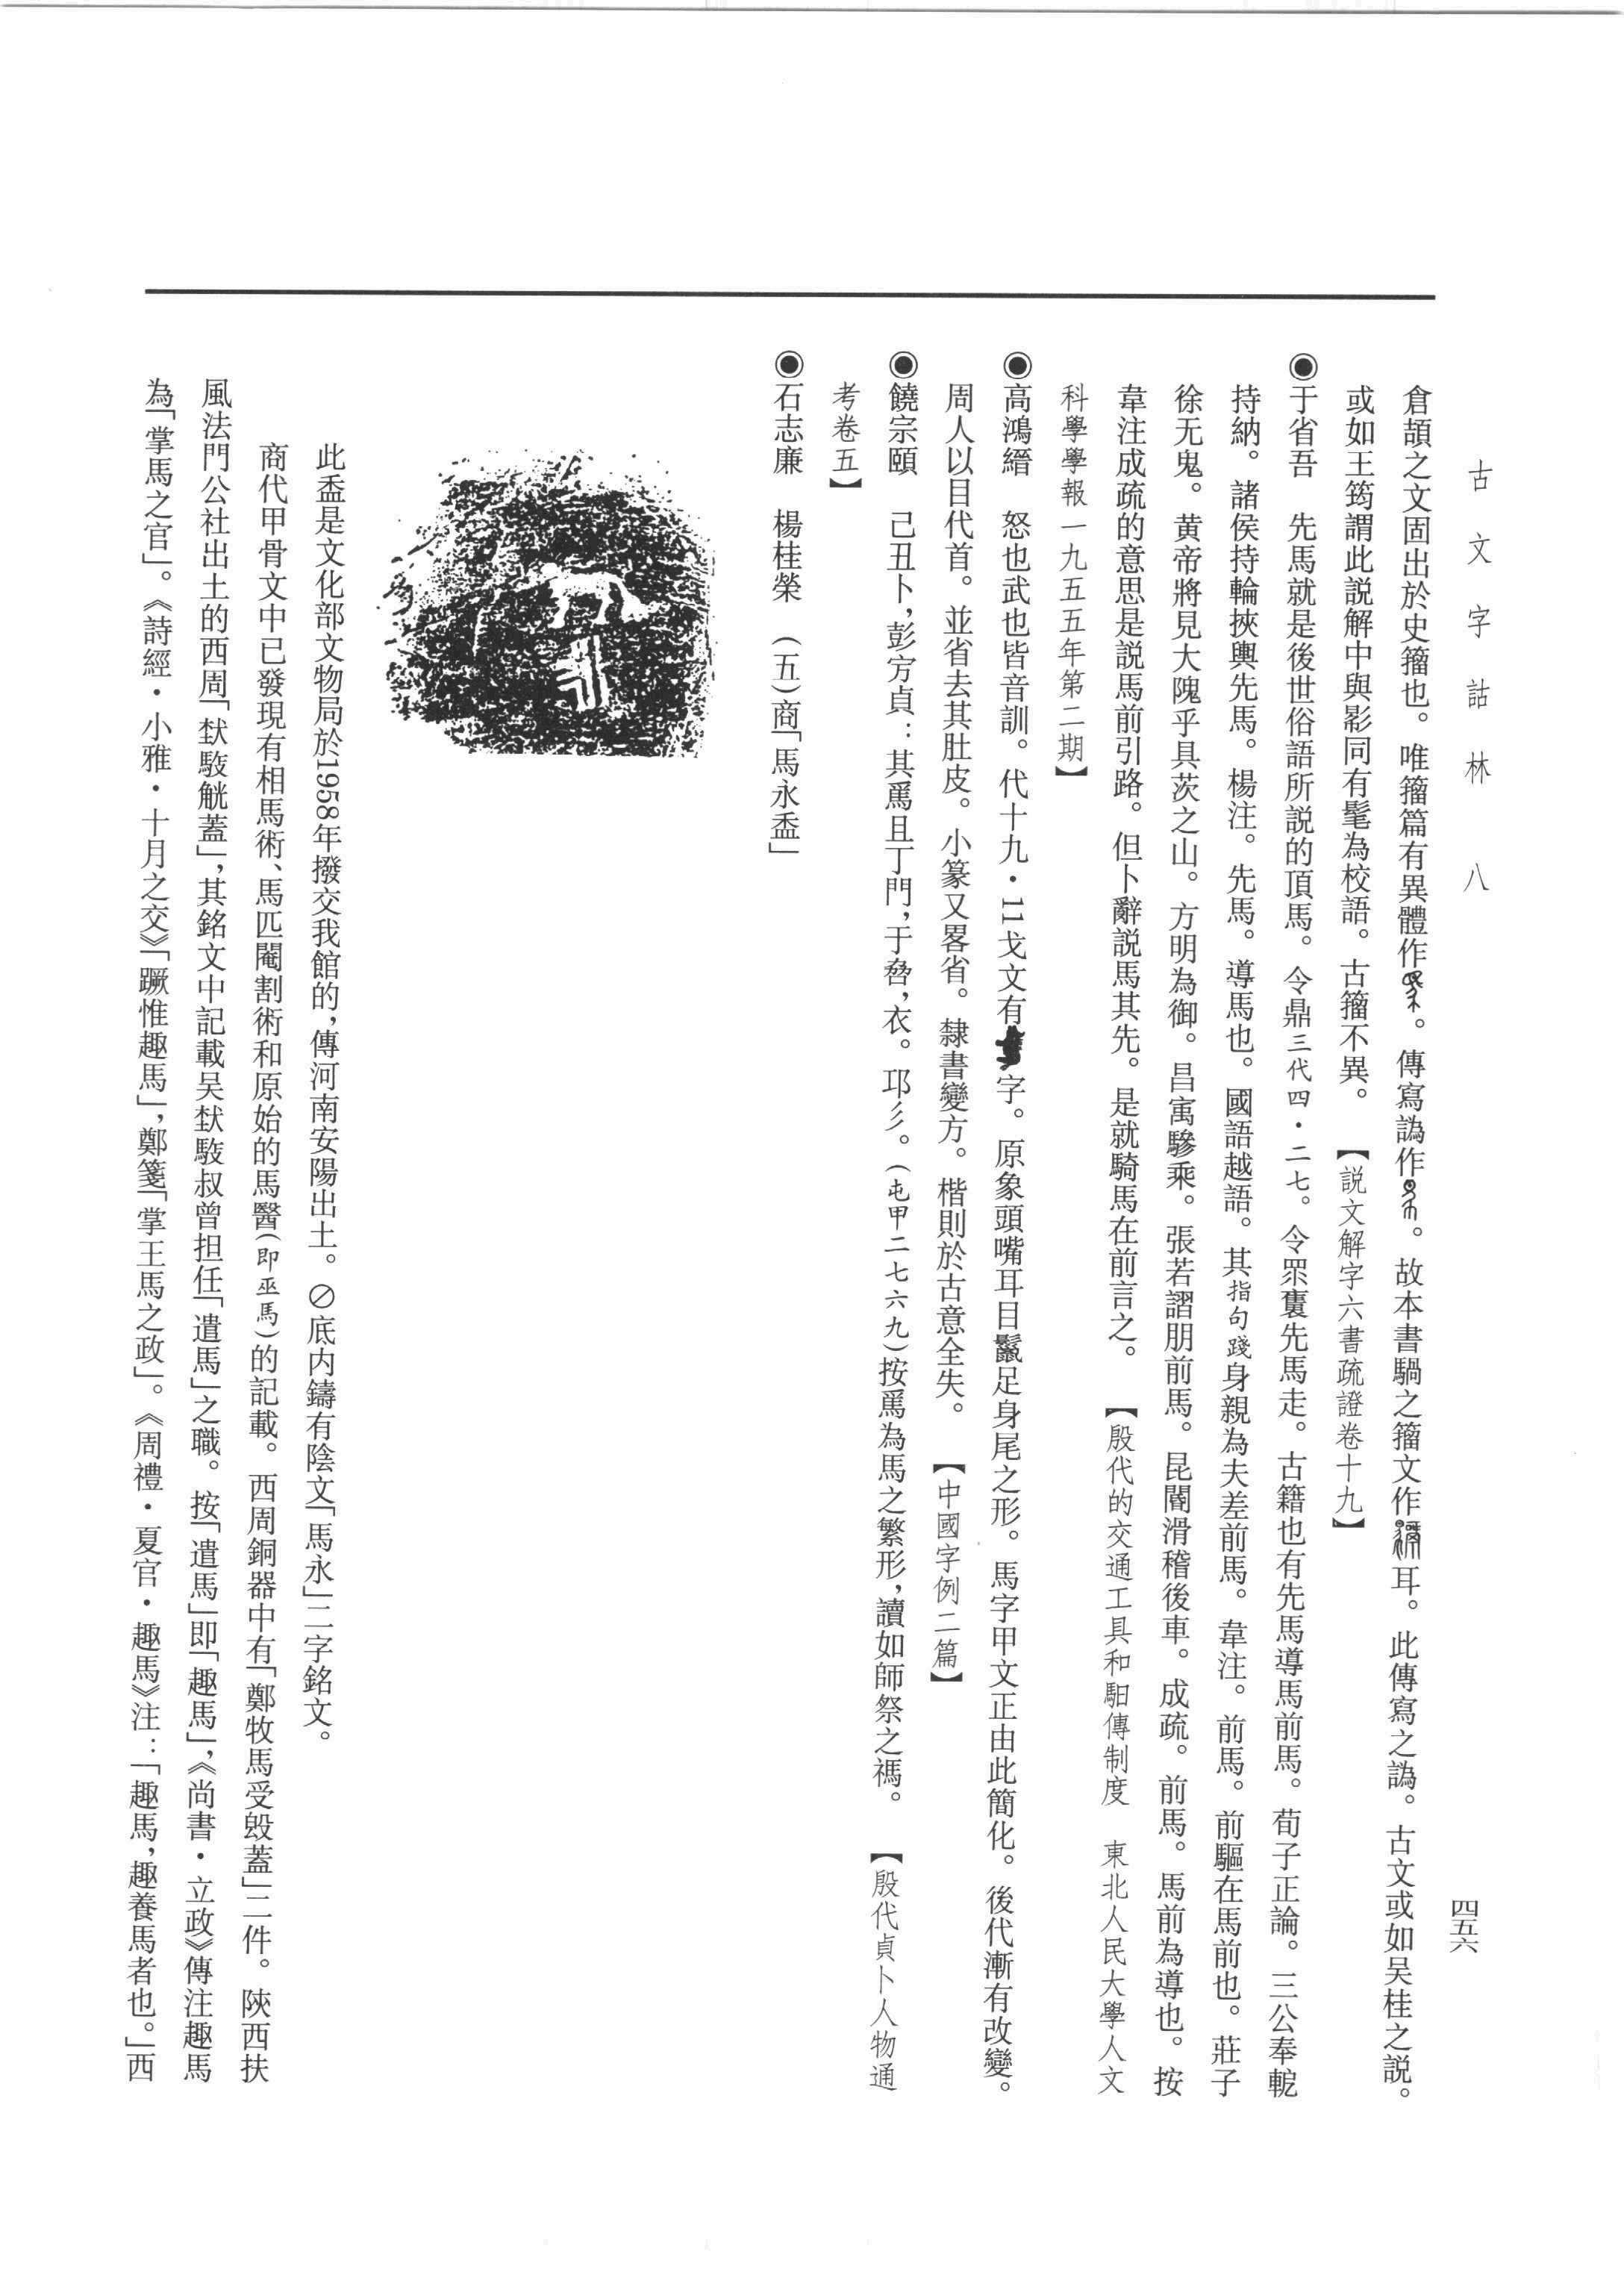 古文字詁林 八
四五六
倉頡之文固出於史籀也。唯籀篇有異體作。傳寫譌作。故本書騧之籀文作耳。此傳寫之譌。古文或如吴桂之説。
或如王筠謂此説解中與影同有髦為校語。古籀不異。 【説文解字六書疏證卷十九】
◉于省吾 先馬就是後世俗語所説的頂馬。令鼎三代四·二七。令眔奮先馬走。古籍也有先馬導馬前馬。荀子正論。三公奉軶
持納。諸侯持輪挾輿先馬。楊注。先馬。導馬也。國語越語。其指句踐身親為夫差前馬。韋注。前馬。前驅在馬前也。莊子
徐无鬼。黄帝將見大隗乎具茨之山。方明為御。昌寓驂乘。張若謵朋前馬。昆閽滑稽後車。成疏。前馬。馬前為導也。按
韋注成疏的意思是説馬前引路。但卜辭説馬其先。是就騎馬在前言之。 【殷代的交通工具和馹傳制度 東北人民大學人文
科學學報一九五五年第二期】
◉高鴻縉 怒也武也皆音訓。代十九·11戈文有字。原象頭嘴耳目鬣足身尾之形。馬字甲文正由此簡化。後代漸有改變。
周人以目代首。並省去其肚皮。小篆又畧省。隸書變方。楷則於古意全失。 【中國字例二篇】
◉饒宗頤 己丑卜，彭㱿貞：其爲且丁門，于旮，衣。邛彡。（屯甲二七六九）按爲為馬之繁形，讀如師祭之禡。 【殷代貞卜人物通
考卷五】
◉石志廉 楊桂榮 （五）商「馬永盉」
此盉是文化部文物局於1958年撥交我館的，傳河南安陽出土。⊘底内鑄有陰文「馬永」二字銘文。
商代甲骨文中已發現有相馬術、馬匹閹割術和原始的馬醫（即巫馬）的記載。西周銅器中有「鄭牧馬受𣪘蓋」二件。陝西扶
風法門公社出土的西周「㺇駇觥蓋」，其銘文中記載吴㺇駇叔曾担任「遣馬」之職。按「遣馬」即「趣馬」，《尚書·立政》傳注趣馬
為「掌馬之官」。《詩經·小雅·十月之交》「蹶惟趣馬」，鄭箋「掌王馬之政」。《周禮·夏官·趣馬》注：「趣馬，趣養馬者也。」西